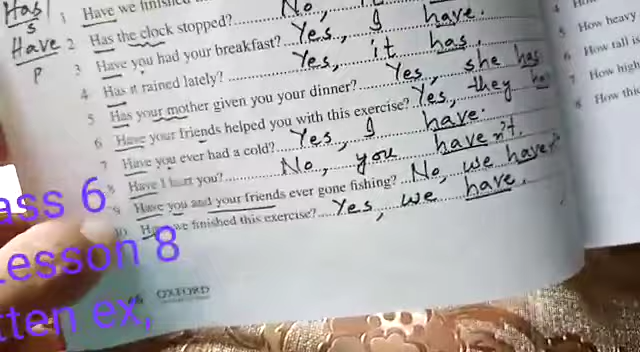 Has
S
Have
P
1 Have we finished
2 Has the clock stopped? No,
3 Have you had your breakfast? Yes, I have.
4 Has it rained lately? Yes, it has.
5 Has your mother given you your dinner? Yes, she has
6 Have your friends helped you with this exercise? Yes, they
7 Have you ever had a cold? Yes, I have.
8 Have I hurt you? No, you haven't.
9 Have you and your friends ever gone fishing? No, we haven't
10 Have we finished this exercise? Yes, we have.
OXFORD
4
5 How heavy
6 How tall is
7 How high
8 How thic
ass 6
esson 8
tten ex,